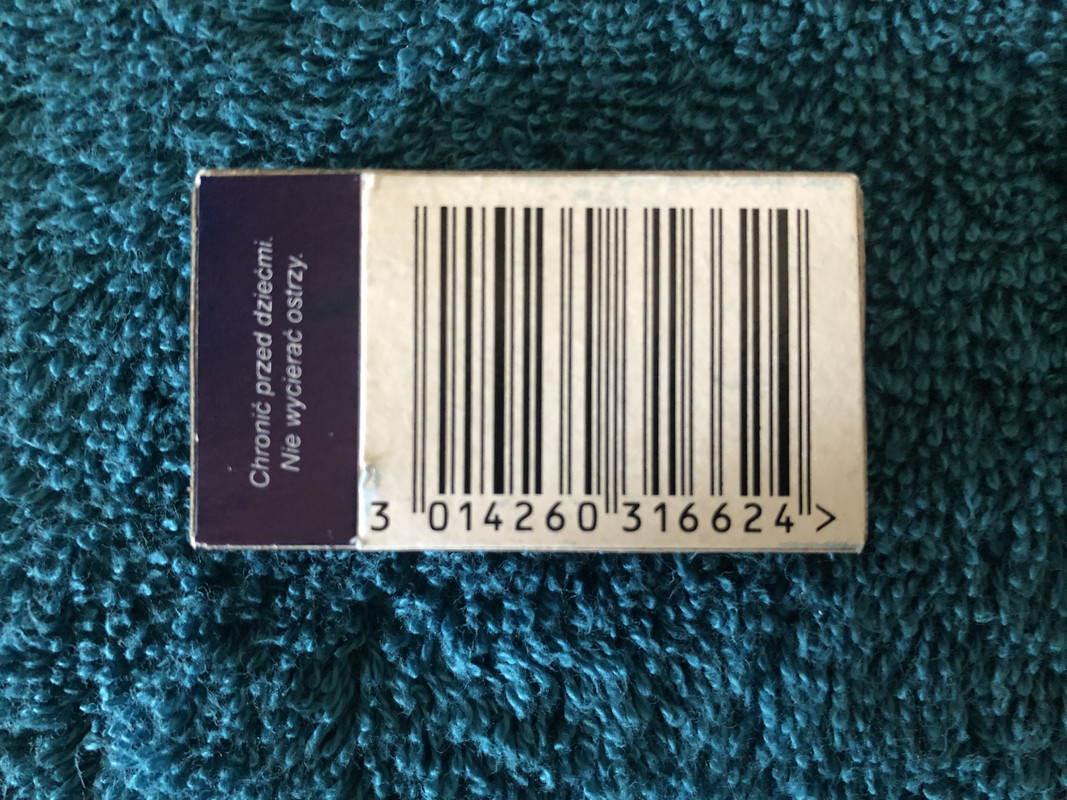 Chronić przed dziećmi.
Nie wycierać ostrzy.
3 014260 316624 >